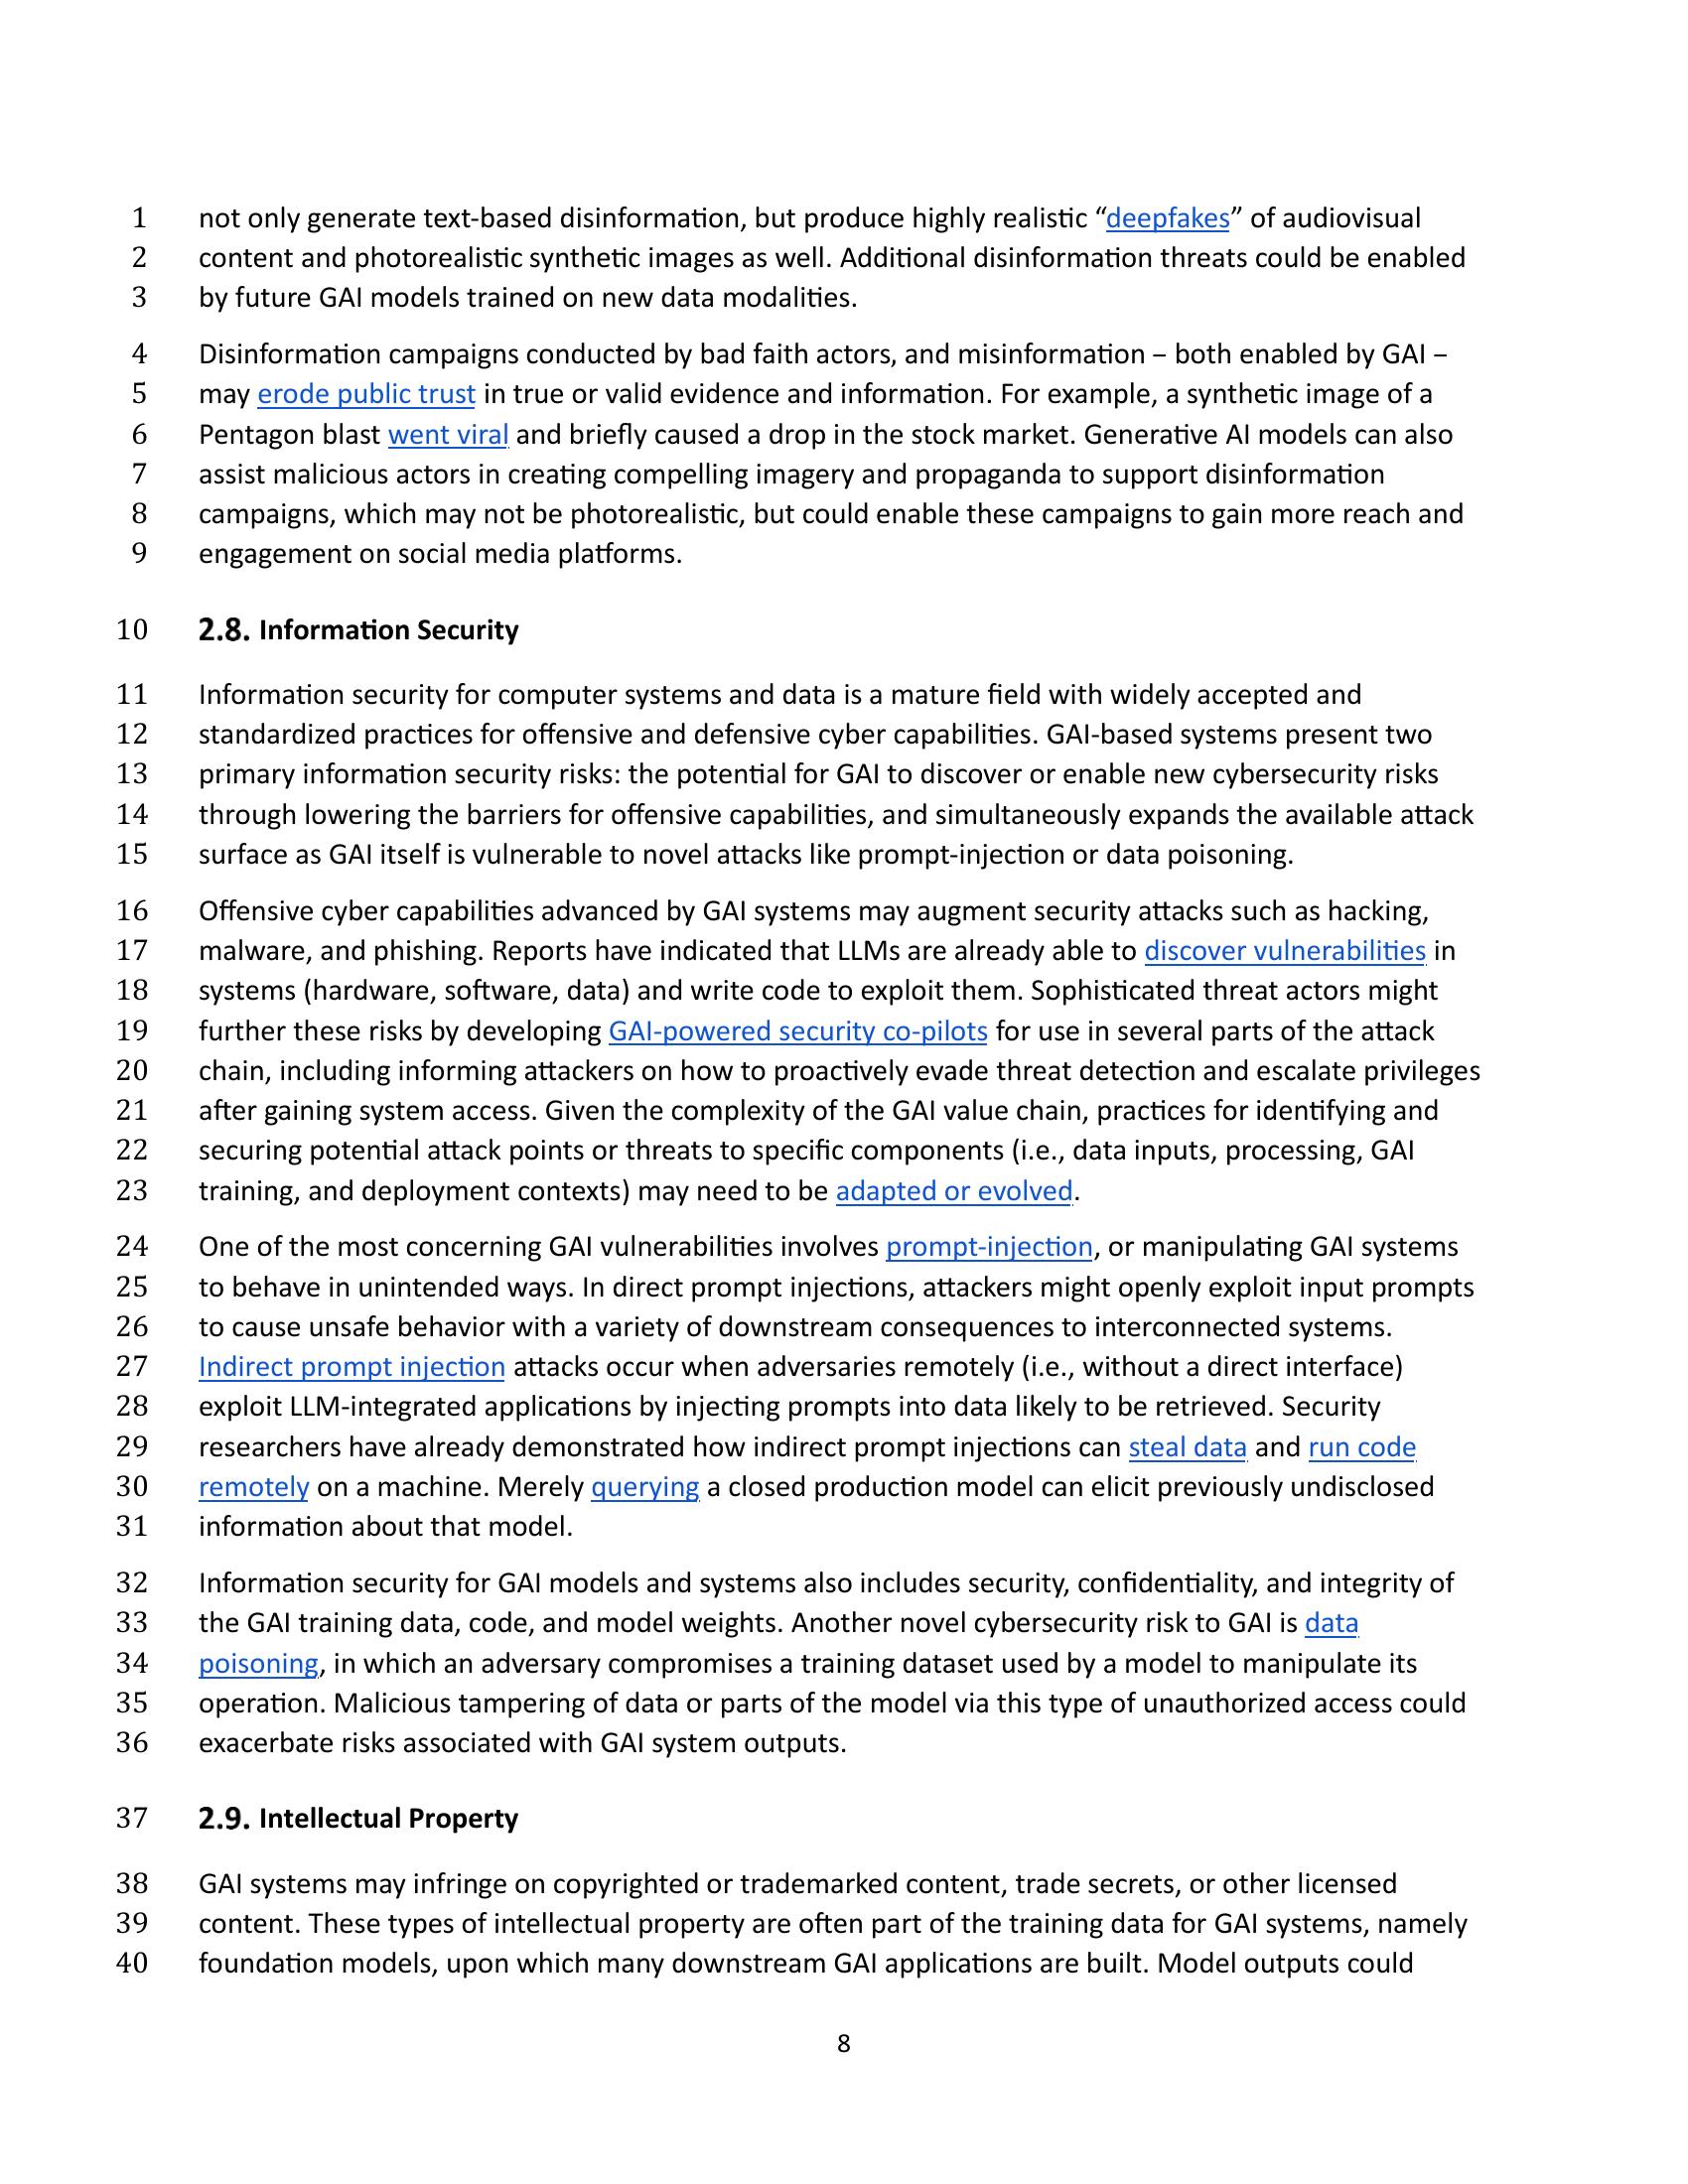 1 not only generate text-based disinformation, but produce highly realistic “deepfakes” of audiovisual
2 content and photorealistic synthetic images as well. Additional disinformation threats could be enabled
3 by future GAI models trained on new data modalities.
4 Disinformation campaigns conducted by bad faith actors, and misinformation – both enabled by GAI –
5 may erode public trust in true or valid evidence and information. For example, a synthetic image of a
6 Pentagon blast went viral and briefly caused a drop in the stock market. Generative AI models can also
7 assist malicious actors in creating compelling imagery and propaganda to support disinformation
8 campaigns, which may not be photorealistic, but could enable these campaigns to gain more reach and
9 engagement on social media platforms.
10 2.8. Information Security
11 Information security for computer systems and data is a mature field with widely accepted and
12 standardized practices for offensive and defensive cyber capabilities. GAI-based systems present two
13 primary information security risks: the potential for GAI to discover or enable new cybersecurity risks
14 through lowering the barriers for offensive capabilities, and simultaneously expands the available attack
15 surface as GAI itself is vulnerable to novel attacks like prompt-injection or data poisoning.
16 Offensive cyber capabilities advanced by GAI systems may augment security attacks such as hacking,
17 malware, and phishing. Reports have indicated that LLMs are already able to discover vulnerabilities in
18 systems (hardware, software, data) and write code to exploit them. Sophisticated threat actors might
19 further these risks by developing GAI-powered security co-pilots for use in several parts of the attack
20 chain, including informing attackers on how to proactively evade threat detection and escalate privileges
21 after gaining system access. Given the complexity of the GAI value chain, practices for identifying and
22 securing potential attack points or threats to specific components (i.e., data inputs, processing, GAI
23 training, and deployment contexts) may need to be adapted or evolved.
24 One of the most concerning GAI vulnerabilities involves prompt-injection, or manipulating GAI systems
25 to behave in unintended ways. In direct prompt injections, attackers might openly exploit input prompts
26 to cause unsafe behavior with a variety of downstream consequences to interconnected systems.
27 Indirect prompt injection attacks occur when adversaries remotely (i.e., without a direct interface)
28 exploit LLM-integrated applications by injecting prompts into data likely to be retrieved. Security
29 researchers have already demonstrated how indirect prompt injections can steal data and run code
30 remotely on a machine. Merely querying a closed production model can elicit previously undisclosed
31 information about that model.
32 Information security for GAI models and systems also includes security, confidentiality, and integrity of
33 the GAI training data, code, and model weights. Another novel cybersecurity risk to GAI is data
34 poisoning, in which an adversary compromises a training dataset used by a model to manipulate its
35 operation. Malicious tampering of data or parts of the model via this type of unauthorized access could
36 exacerbate risks associated with GAI system outputs.
37 2.9. Intellectual Property
38 GAI systems may infringe on copyrighted or trademarked content, trade secrets, or other licensed
39 content. These types of intellectual property are often part of the training data for GAI systems, namely
40 foundation models, upon which many downstream GAI applications are built. Model outputs could
8